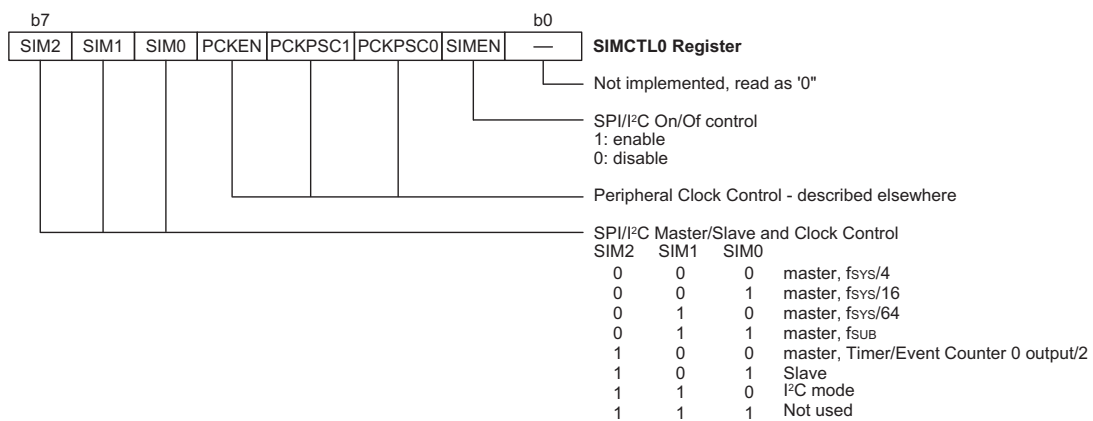 b7 b0
SIM2 SIM1 SIM0 PCKEN PCKPSC1 PCKPSC0 SIMEN — SIMCTL0 Register
Not implemented, read as '0"
SPI/I²C On/Of control
1: enable
0: disable
Peripheral Clock Control - described elsewhere
SPI/I²C Master/Slave and Clock Control
SIM2 SIM1 SIM0
0 0 0 master, fSYS/4
0 0 1 master, fSYS/16
0 1 0 master, fSYS/64
0 1 1 master, fSUB
1 0 0 master, Timer/Event Counter 0 output/2
1 0 1 Slave
1 1 0 I²C mode
1 1 1 Not used